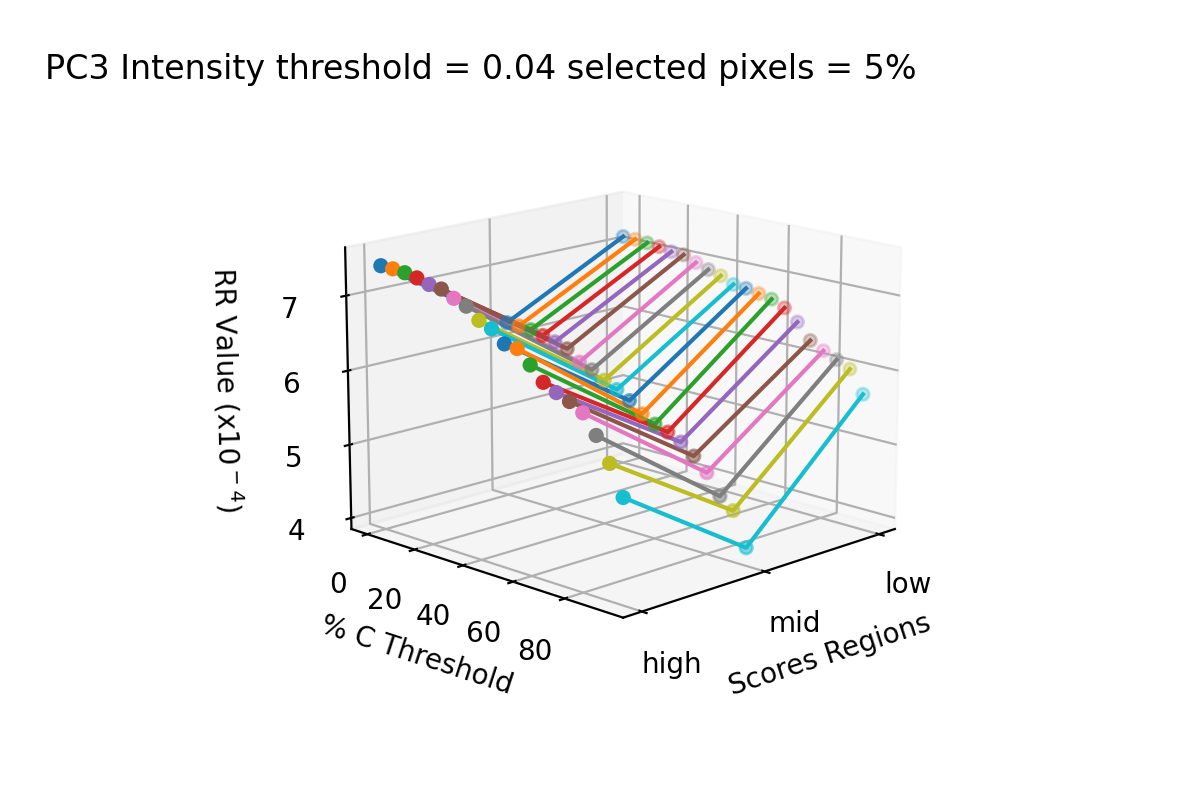 PC3 Intensity threshold = 0.04 selected pixels = 5%
RR Value (x10⁻⁴)
7
6
5
4
0
20
40
60
80
% C Threshold
high
mid
low
Scores Regions